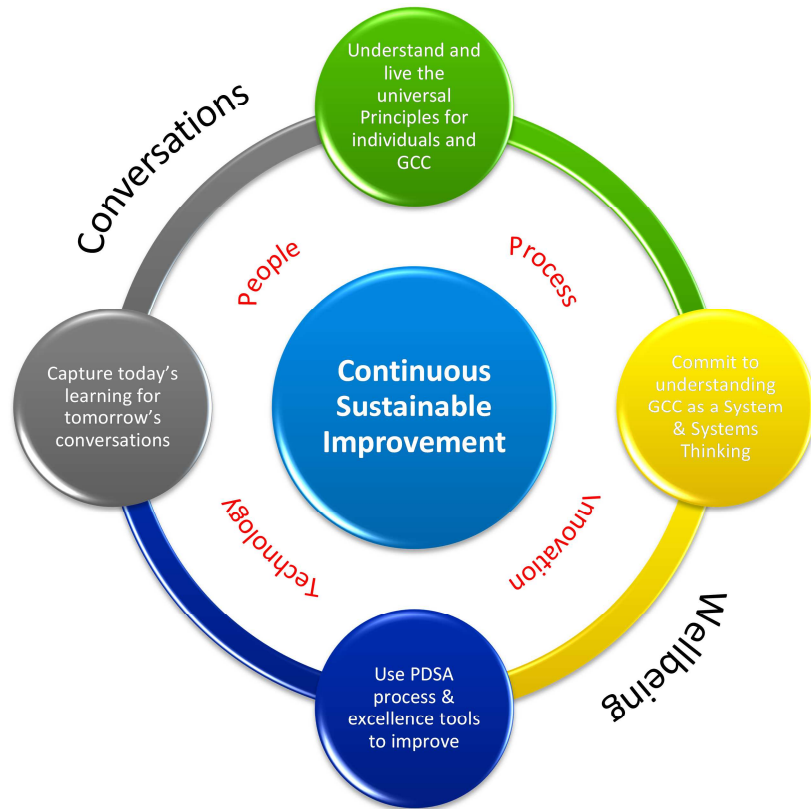 Understand and
live the
universal
Principles for
individuals and
GCC
Conversations
People
Process
Capture today's
learning for
tomorrow's
conversations
Continuous
Sustainable
Improvement
Commit to
understanding
GCC as a System
& Systems
Thinking
Technology
Innovation
Wellbeing
Use PDSA
process &
excellence tools
to improve